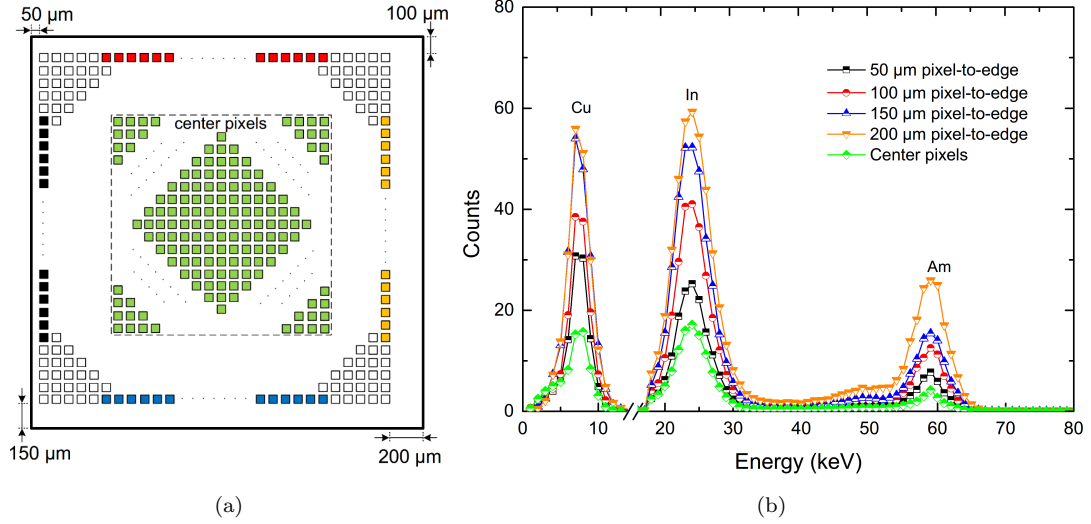 50 μm
100 μm
center pixels
150 μm
200 μm
(a)
80
60
40
20
0
Counts
Cu
In
Am
50 μm pixel-to-edge
100 μm pixel-to-edge
150 μm pixel-to-edge
200 μm pixel-to-edge
Center pixels
0 10 20 30 40 50 60 70 80
Energy (keV)
(b)